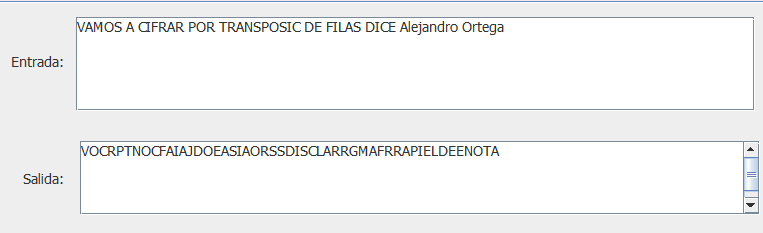 Entrada: VAMOS A CIFRAR POR TRANSPOSIC DE FILAS DICE Alejandro Ortega
Salida: VOCRPTNOCFAIAJDOEASIAORSSDISCLARRGMAFRRAPIELDEENOTA